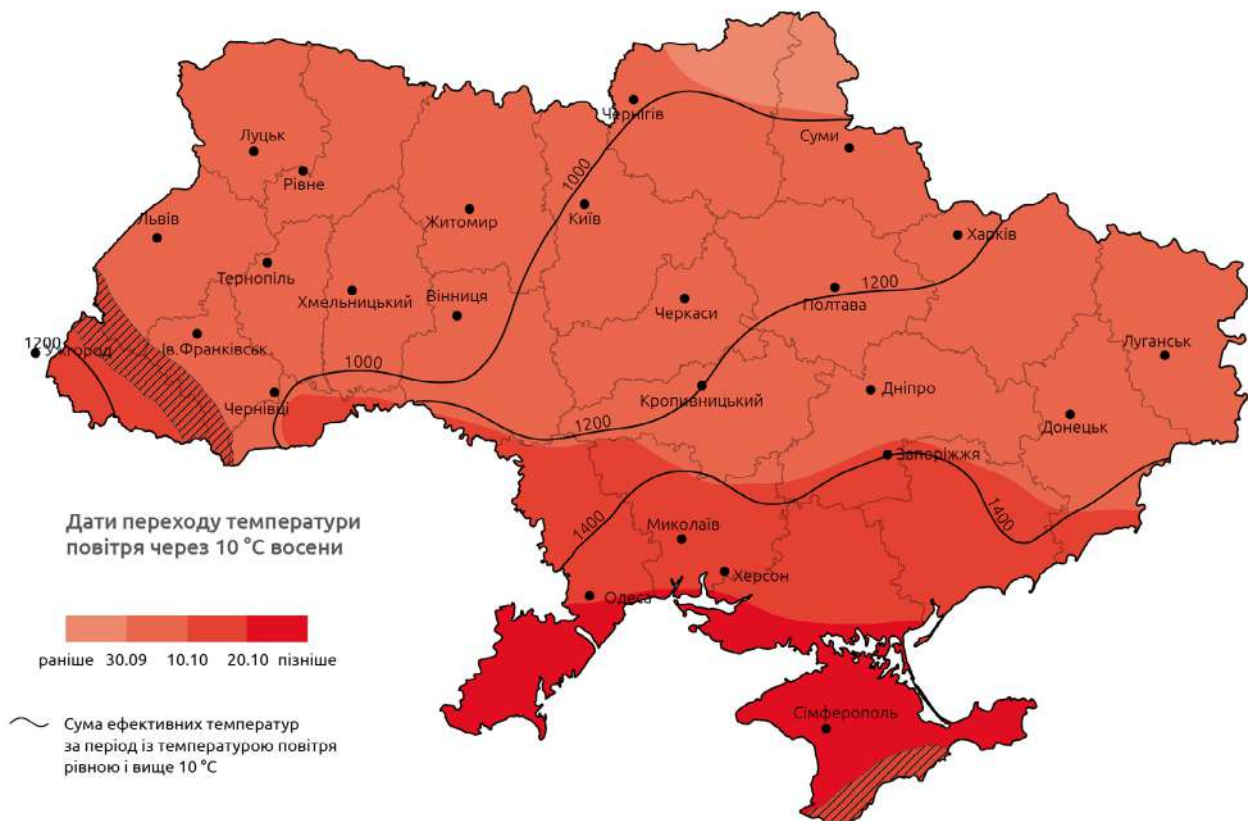 Чернігів
Луцьк
Суми
Рівне
1000
Київ
Житомир
Львів
Харків
Тернопіль
Хмельницький
Вінниця
1200
Полтава
Черкаси
1200
Ужгород
Ів.Франківськ
Луганськ
1000
Чернівці
Кропивницький
Дніпро
1200
Донецьк
Запоріжжя
Дати переходу температури
повітря через 10 °C восени
1400
Миколаїв
1400
Херсон
Одеса
раніше 30.09 10.10 20.10 пізніше
Сімферополь
Сума ефективних температур
за період із температурою повітря
рівною і вище 10 °C